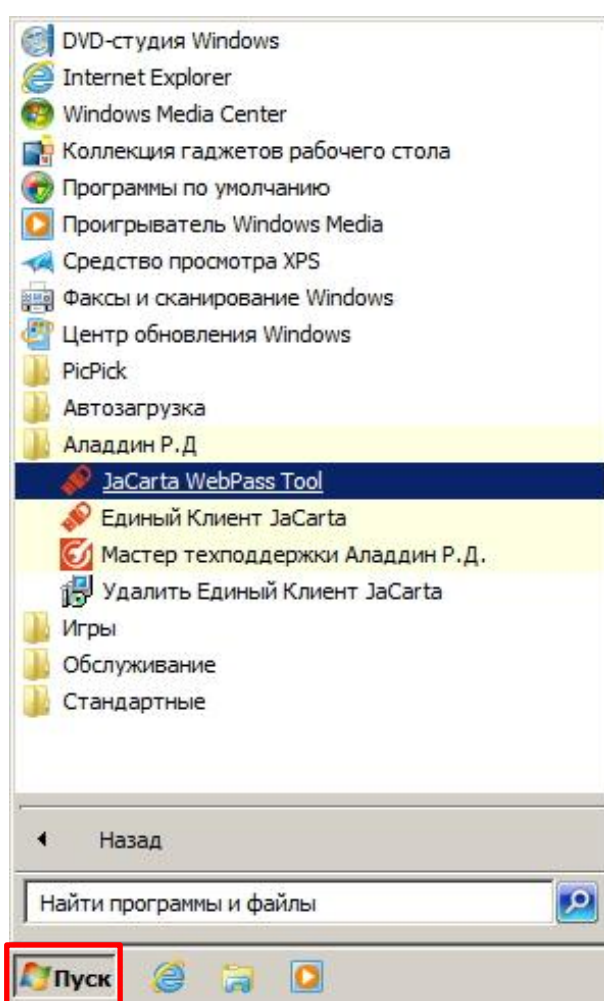 DVD-студия Windows
Internet Explorer
Windows Media Center
Коллекция гаджетов рабочего стола
Программы по умолчанию
Проигрыватель Windows Media
Средство просмотра XPS
Факсы и сканирование Windows
Центр обновления Windows
PicPick
Автозагрузка
Аладдин Р.Д
JaCarta WebPass Tool
Единый Клиент JaCarta
Мастер техподдержки Аладдин Р.Д.
Удалить Единый Клиент JaCarta
Игры
Обслуживание
Стандартные
Назад
Найти программы и файлы
Пуск